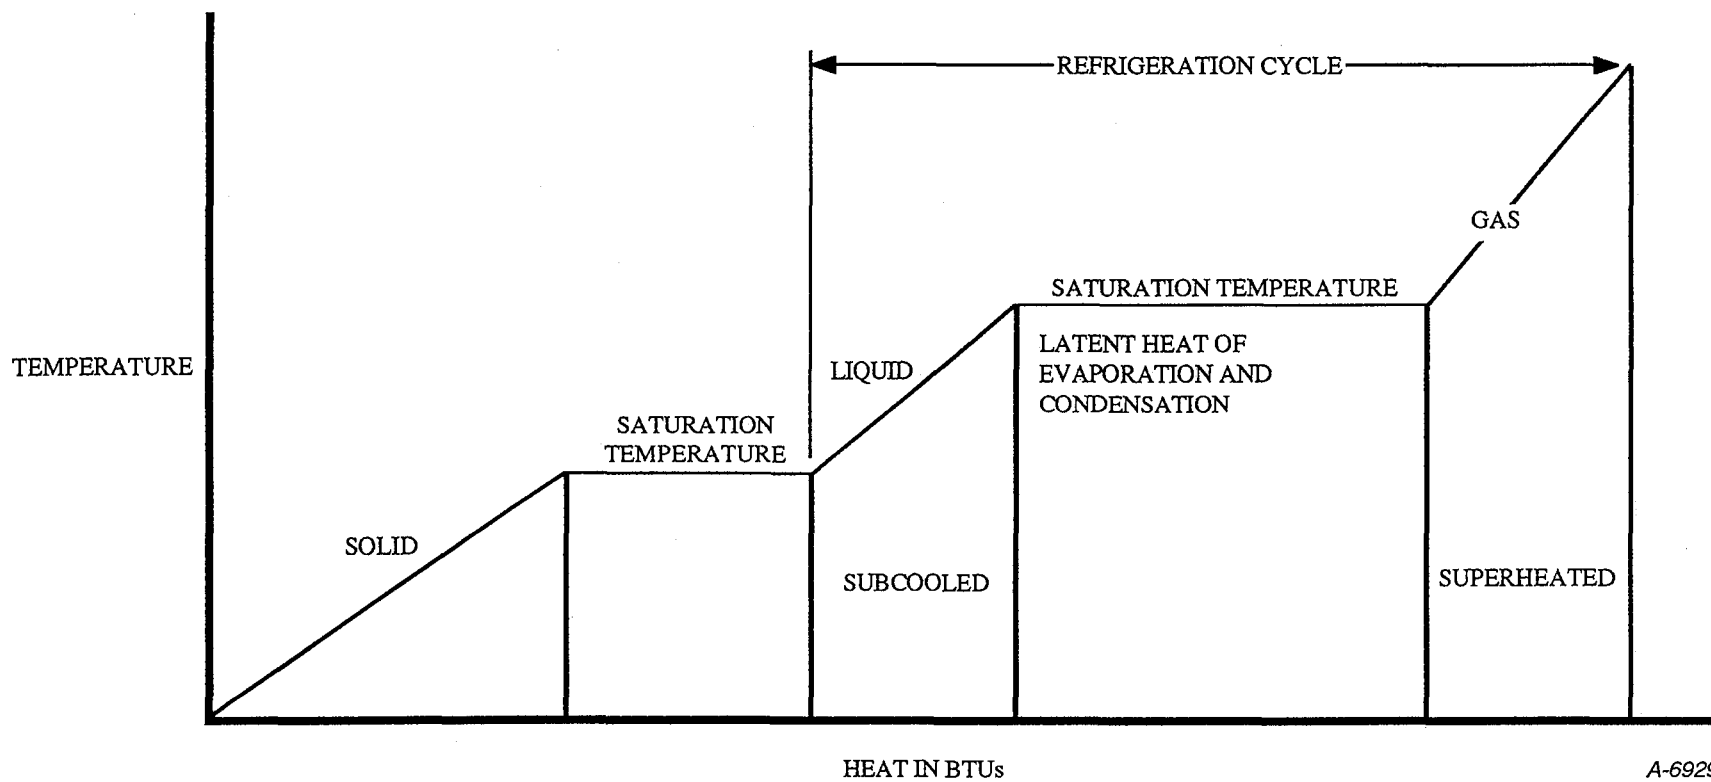 REFRIGERATION CYCLE
GAS
SATURATION TEMPERATURE
LATENT HEAT OF
EVAPORATION AND
CONDENSATION
TEMPERATURE
LIQUID
SATURATION
TEMPERATURE
SOLID
SUBCOOLED
SUPERHEATED
HEAT IN BTUs
A-6929